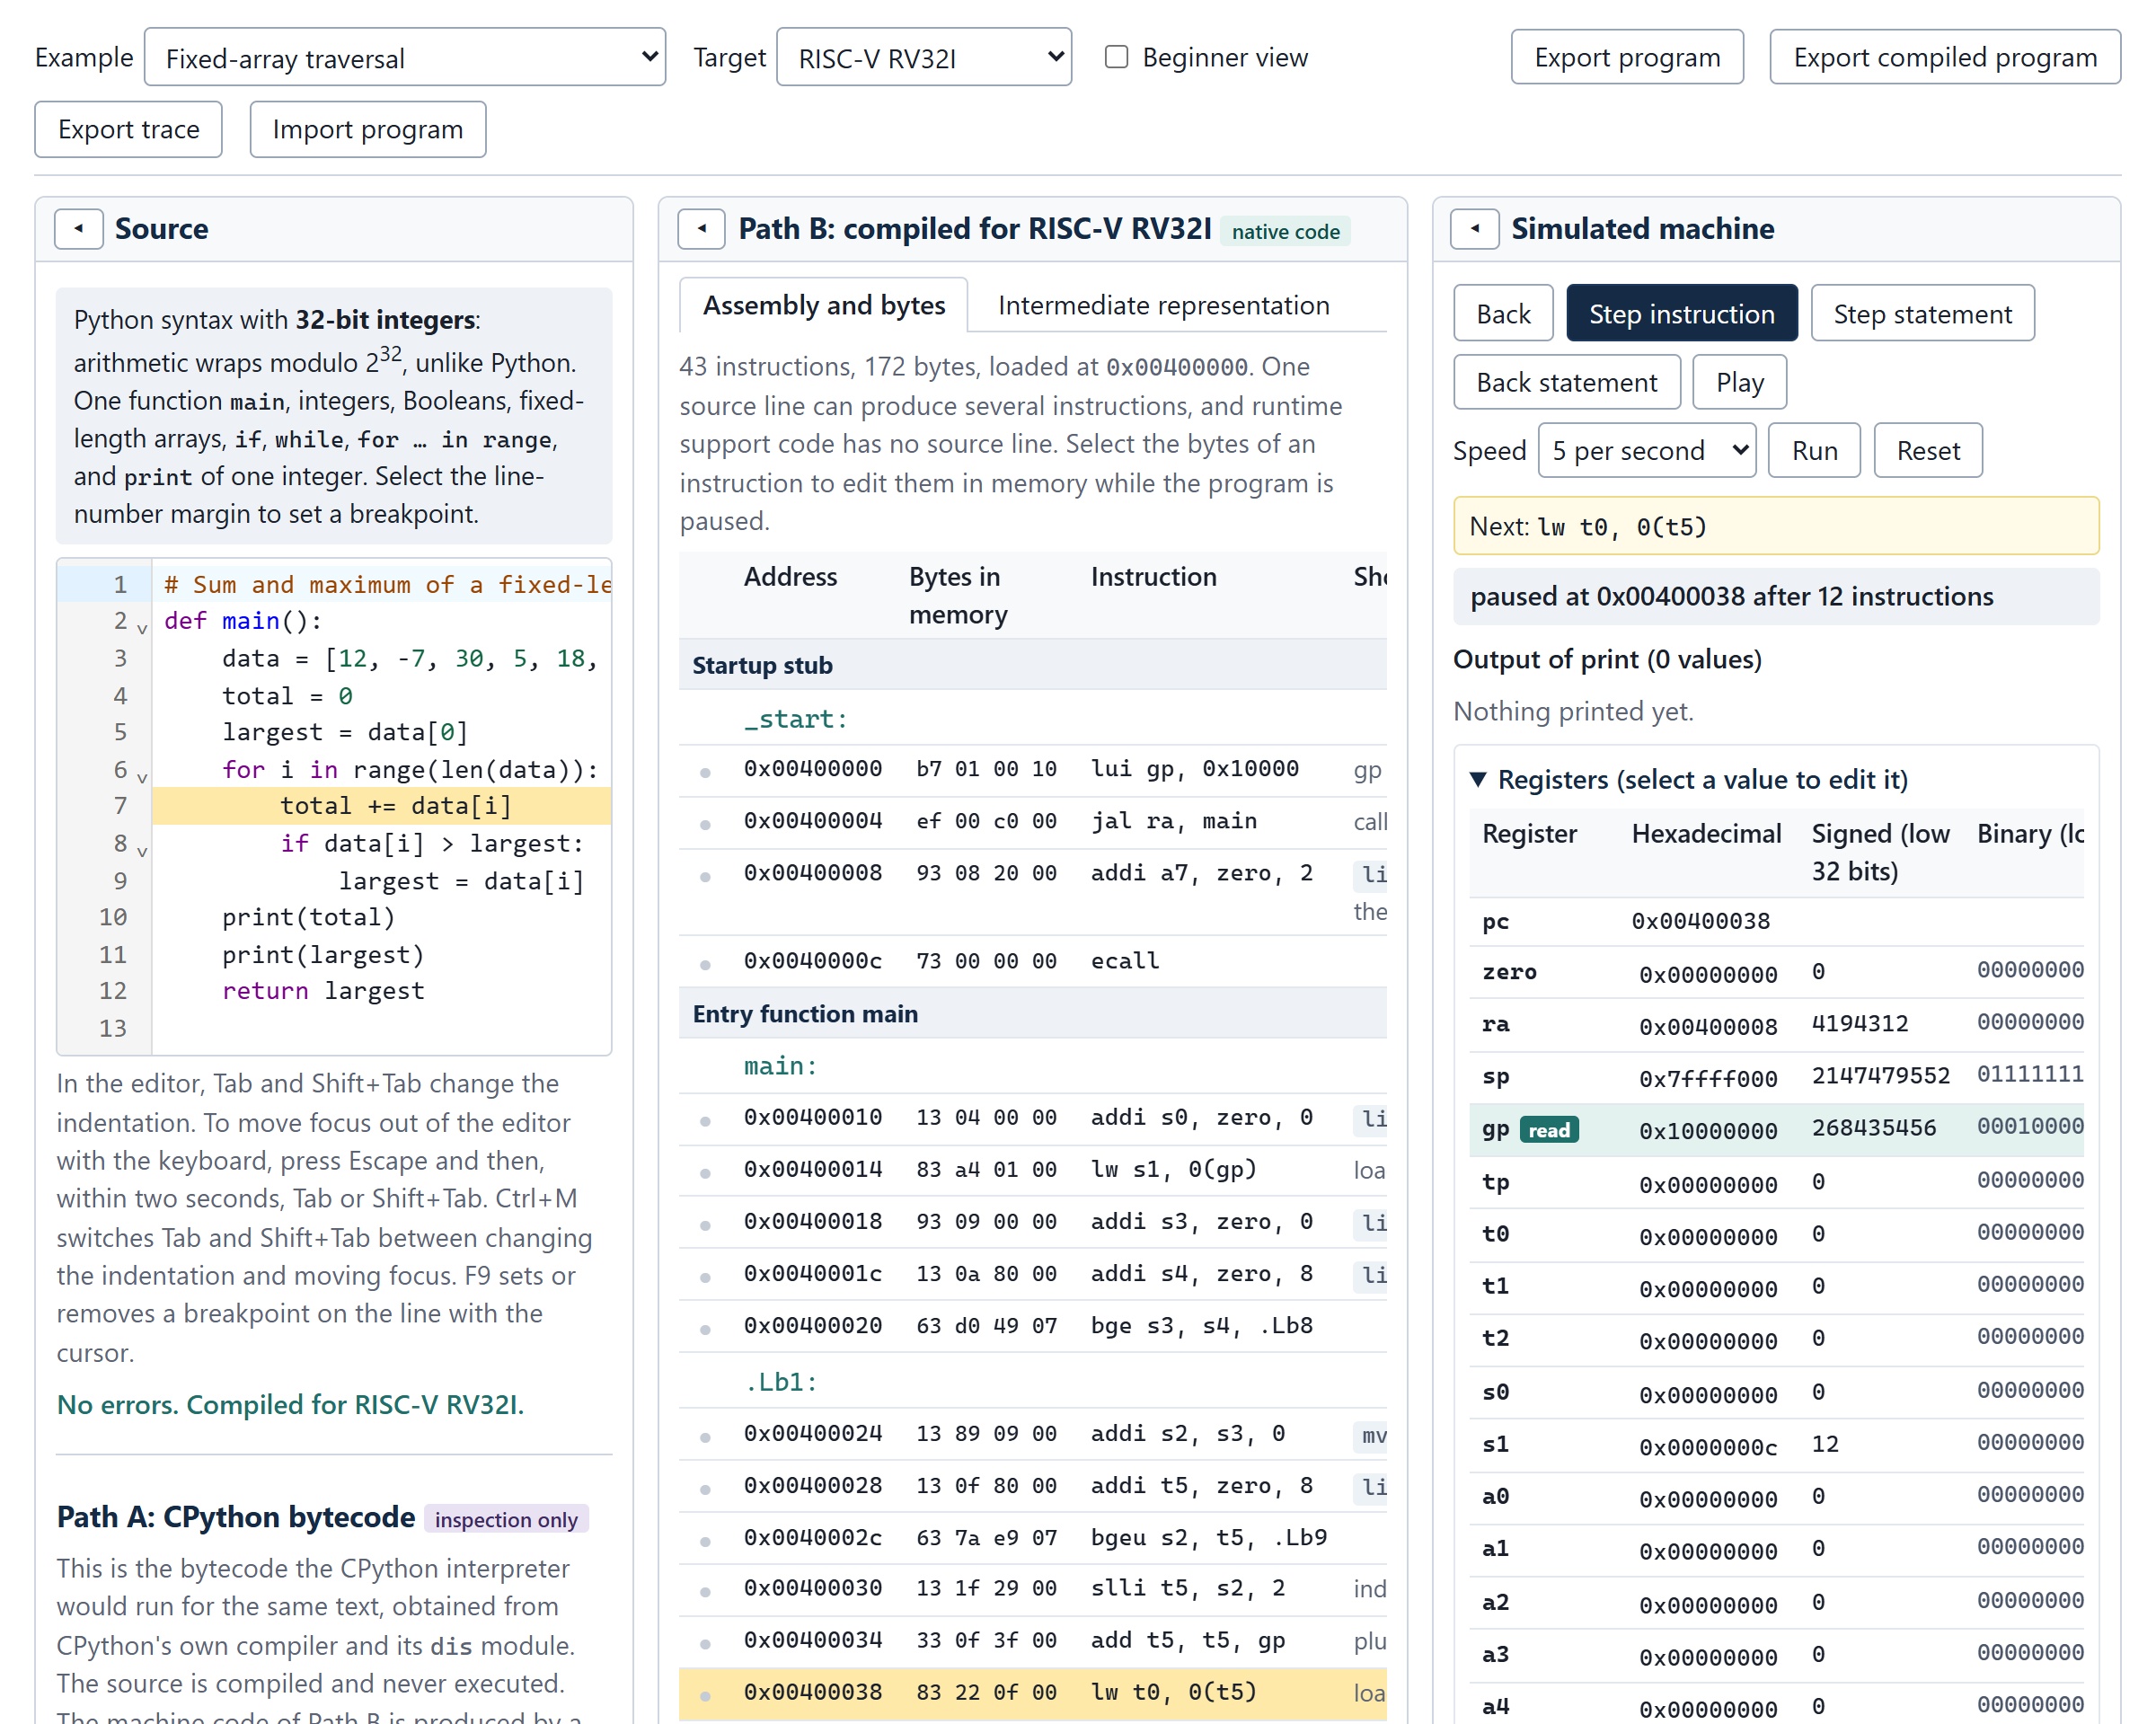 Example Fixed-array traversal Target RISC-V RV32I Beginner view Export program Export compiled program
Export trace Import program
Source
Python syntax with 32-bit integers:
arithmetic wraps modulo 2^32, unlike Python.
One function main, integers, Booleans, fixed-
length arrays, if, while, for … in range,
and print of one integer. Select the line-
number margin to set a breakpoint.
1 # Sum and maximum of a fixed-le
2 def main():
3 data = [12, -7, 30, 5, 18,
4 total = 0
5 largest = data[0]
6 for i in range(len(data)):
7 total += data[i]
8 if data[i] > largest:
9 largest = data[i]
10 print(total)
11 print(largest)
12 return largest
13
In the editor, Tab and Shift+Tab change the
indentation. To move focus out of the editor
with the keyboard, press Escape and then,
within two seconds, Tab or Shift+Tab. Ctrl+M
switches Tab and Shift+Tab between changing
the indentation and moving focus. F9 sets or
removes a breakpoint on the line with the
cursor.
No errors. Compiled for RISC-V RV32I.
Path A: CPython bytecode inspection only
This is the bytecode the CPython interpreter
would run for the same text, obtained from
CPython's own compiler and its dis module.
The source is compiled and never executed.
The machine code of Path B is produced by a
Path B: compiled for RISC-V RV32I native code
Assembly and bytes Intermediate representation
43 instructions, 172 bytes, loaded at 0x00400000. One
source line can produce several instructions, and runtime
support code has no source line. Select the bytes of an
instruction to edit them in memory while the program is
paused.
Address Bytes in memory Instruction Sho
Startup stub
_start:
0x00400000 b7 01 00 10 lui gp, 0x10000 gp
0x00400004 ef 00 c0 00 jal ra, main call
0x00400008 93 08 20 00 addi a7, zero, 2 li
the
0x0040000c 73 00 00 00 ecall
Entry function main
main:
0x00400010 13 04 00 00 addi s0, zero, 0 li
0x00400014 83 a4 01 00 lw s1, 0(gp) loa
0x00400018 93 09 00 00 addi s3, zero, 0 li
0x0040001c 13 0a 80 00 addi s4, zero, 8 li
0x00400020 63 d0 49 07 bge s3, s4, .Lb8
.Lb1:
0x00400024 13 89 09 00 addi s2, s3, 0 mv
0x00400028 13 0f 80 00 addi t5, zero, 8 li
0x0040002c 63 7a e9 07 bgeu s2, t5, .Lb9
0x00400030 13 1f 29 00 slli t5, s2, 2 ind
0x00400034 33 0f 3f 00 add t5, t5, gp plu
0x00400038 83 22 0f 00 lw t0, 0(t5) loa
Simulated machine
Back Step instruction Step statement
Back statement Play
Speed 5 per second Run Reset
Next: lw t0, 0(t5)
paused at 0x00400038 after 12 instructions
Output of print (0 values)
Nothing printed yet.
Registers (select a value to edit it)
Register Hexadecimal Signed (low 32 bits) Binary (lo
pc 0x00400038
zero 0x00000000 0 00000000
ra 0x00400008 4194312 00000000
sp 0x7ffff000 2147479552 01111111
gp read 0x10000000 268435456 00010000
tp 0x00000000 0 00000000
t0 0x00000000 0 00000000
t1 0x00000000 0 00000000
t2 0x00000000 0 00000000
s0 0x00000000 0 00000000
s1 0x0000000c 12 00000000
a0 0x00000000 0 00000000
a1 0x00000000 0 00000000
a2 0x00000000 0 00000000
a3 0x00000000 0 00000000
a4 0x00000000 0 00000000